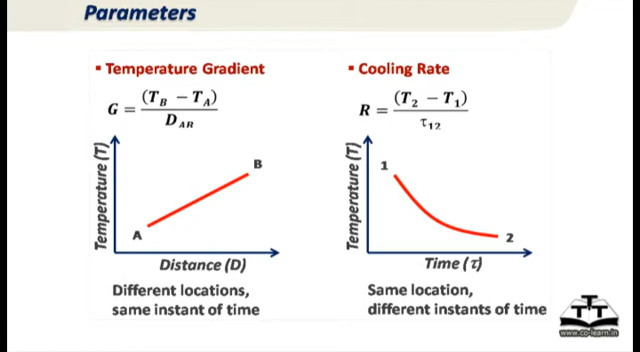 Parameters
▪ Temperature Gradient
G = (T_B − T_A) / D_AR
Temperature (T)
A
B
Distance (D)
Different locations,
same instant of time
▪ Cooling Rate
R = (T_2 − T_1) / τ_12
Temperature (T)
1
2
Time (τ)
Same location,
different instants of time
TTT
www.co-learn.in